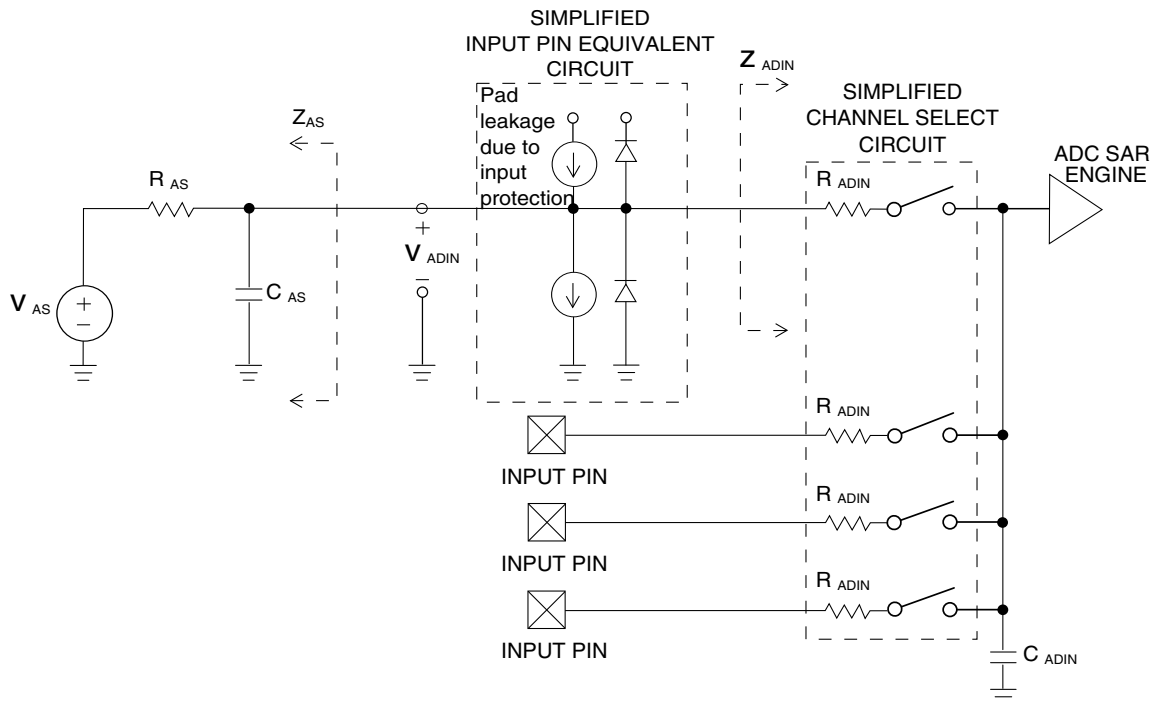 SIMPLIFIED
INPUT PIN EQUIVALENT
CIRCUIT
Z ADIN
Pad
leakage
due to
input
protection
SIMPLIFIED
CHANNEL SELECT
CIRCUIT
ADC SAR
ENGINE
ZAS
R AS
R ADIN
+
V ADIN
–
V AS
+
–
C AS
R ADIN
INPUT PIN
R ADIN
INPUT PIN
R ADIN
INPUT PIN
C ADIN